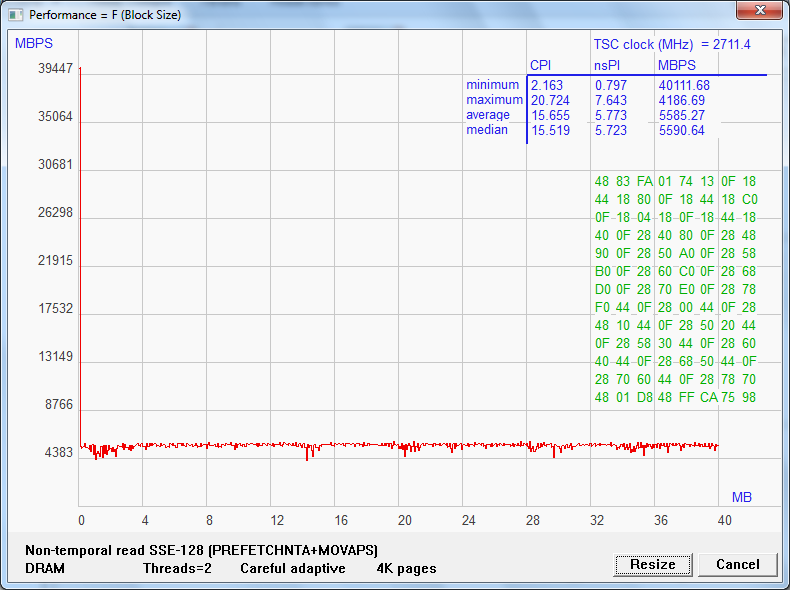 Performance = F (Block Size)
MBPS
TSC clock (MHz) = 2711.4
CPI nsPI MBPS
minimum 2.163 0.797 40111.68
maximum 20.724 7.643 4186.69
average 15.655 5.773 5585.27
median 15.519 5.723 5590.64
39447
35064
30681
26298
21915
17532
13149
8766
4383
48 83 FA 01 74 13 0F 18
44 18 80 0F 18 44 18 C0
0F 18 04 18 0F 18 44 18
40 0F 28 40 80 0F 28 48
90 0F 28 50 A0 0F 28 58
B0 0F 28 60 C0 0F 28 68
D0 0F 28 70 E0 0F 28 78
F0 44 0F 28 00 44 0F 28
48 10 44 0F 28 50 20 44
0F 28 58 30 44 0F 28 60
40 44 0F 28 68 50 44 0F
28 70 60 44 0F 28 78 70
48 01 D8 48 FF CA 75 98
MB
0 4 8 12 16 20 24 28 32 36 40
Non-temporal read SSE-128 (PREFETCHNTA+MOVAPS)
DRAM Threads=2 Careful adaptive 4K pages
Resize Cancel